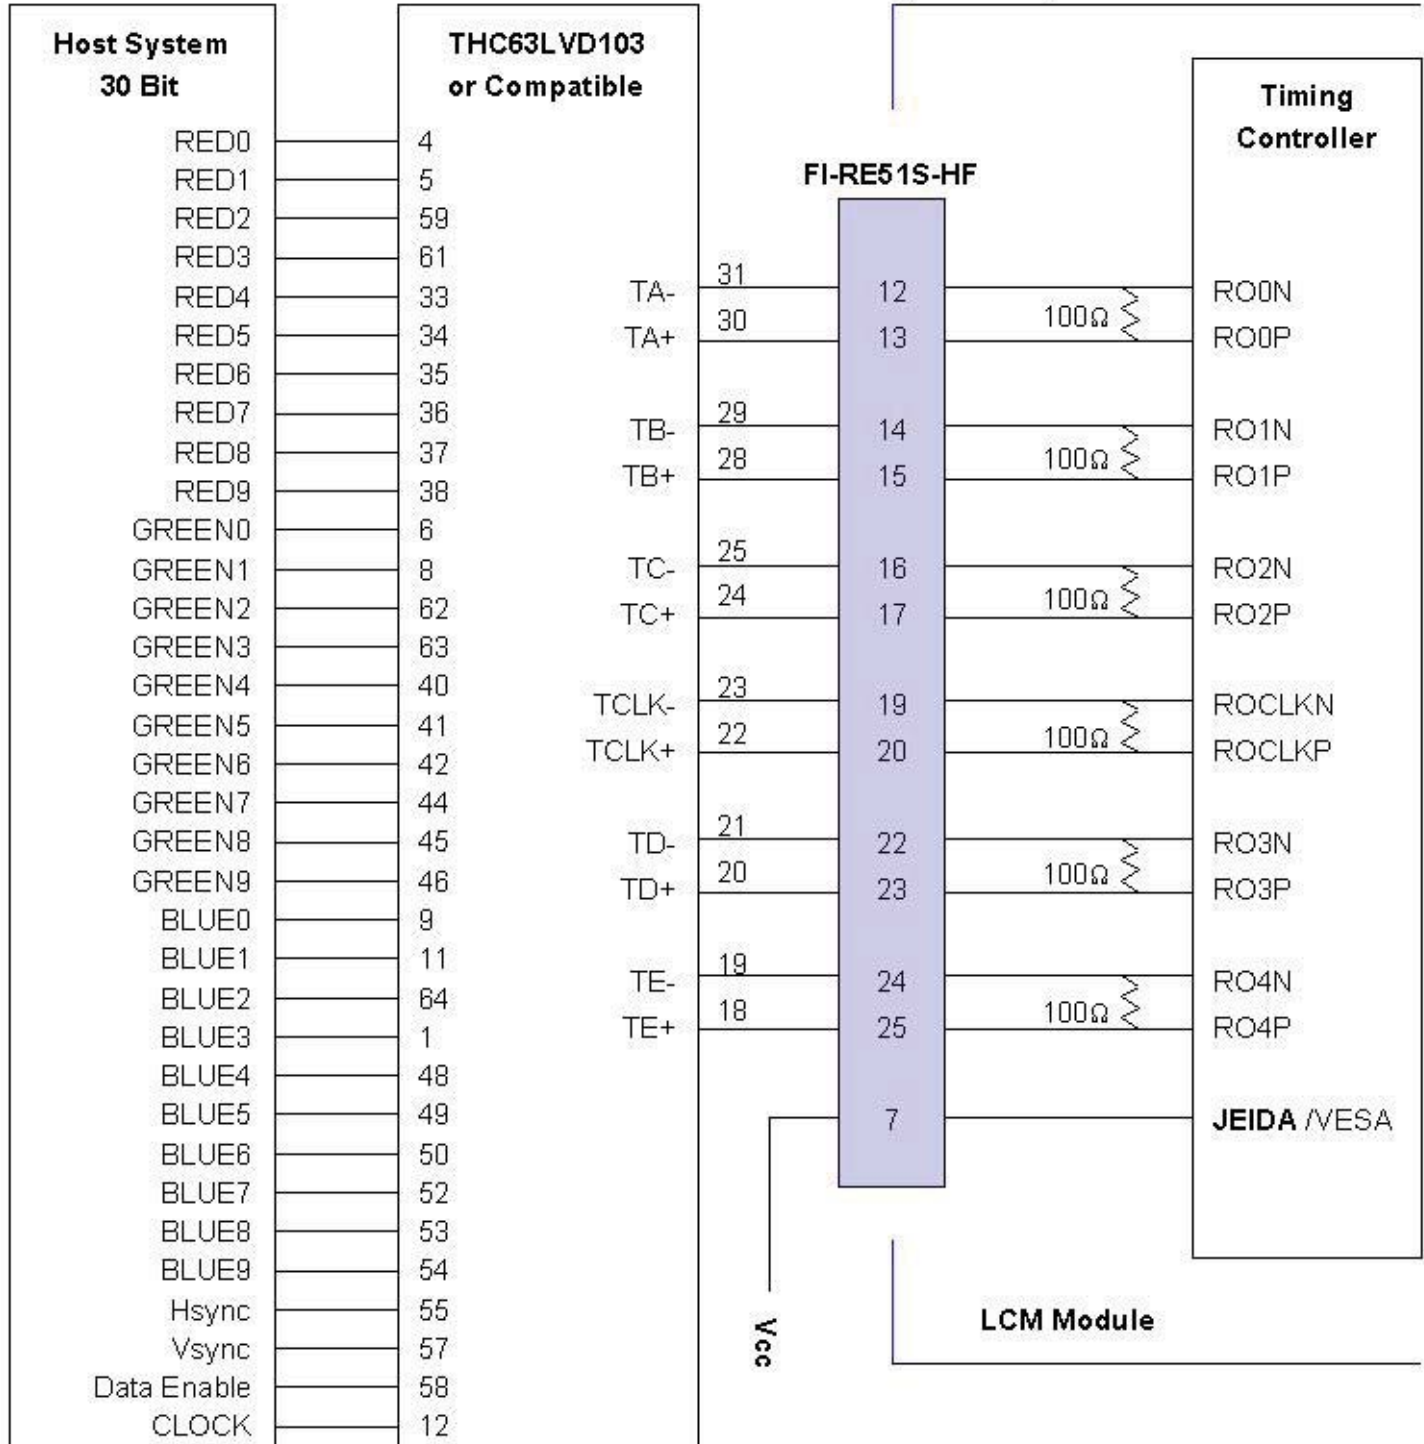 Host System
30 Bit
RED0
RED1
RED2
RED3
RED4
RED5
RED6
RED7
RED8
RED9
GREEN0
GREEN1
GREEN2
GREEN3
GREEN4
GREEN5
GREEN6
GREEN7
GREEN8
GREEN9
BLUE0
BLUE1
BLUE2
BLUE3
BLUE4
BLUE5
BLUE6
BLUE7
BLUE8
BLUE9
Hsync
Vsync
Data Enable
CLOCK
THC63LVD103
or Compatible
4
5
59
61
33
34
35
36
37
38
6
8
62
63
40
41
42
44
45
46
9
11
64
1
48
49
50
52
53
54
55
57
58
12
TA-
TA+
TB-
TB+
TC-
TC+
TCLK-
TCLK+
TD-
TD+
TE-
TE+
31
30
29
28
25
24
23
22
21
20
19
18
Vcc
FI-RE51S-HF
12
13
14
15
16
17
19
20
22
23
24
25
7
100Ω
100Ω
100Ω
100Ω
100Ω
100Ω
Timing
Controller
RO0N
RO0P
RO1N
RO1P
RO2N
RO2P
ROCLKN
ROCLKP
RO3N
RO3P
RO4N
RO4P
JEIDA /VESA
LCM Module